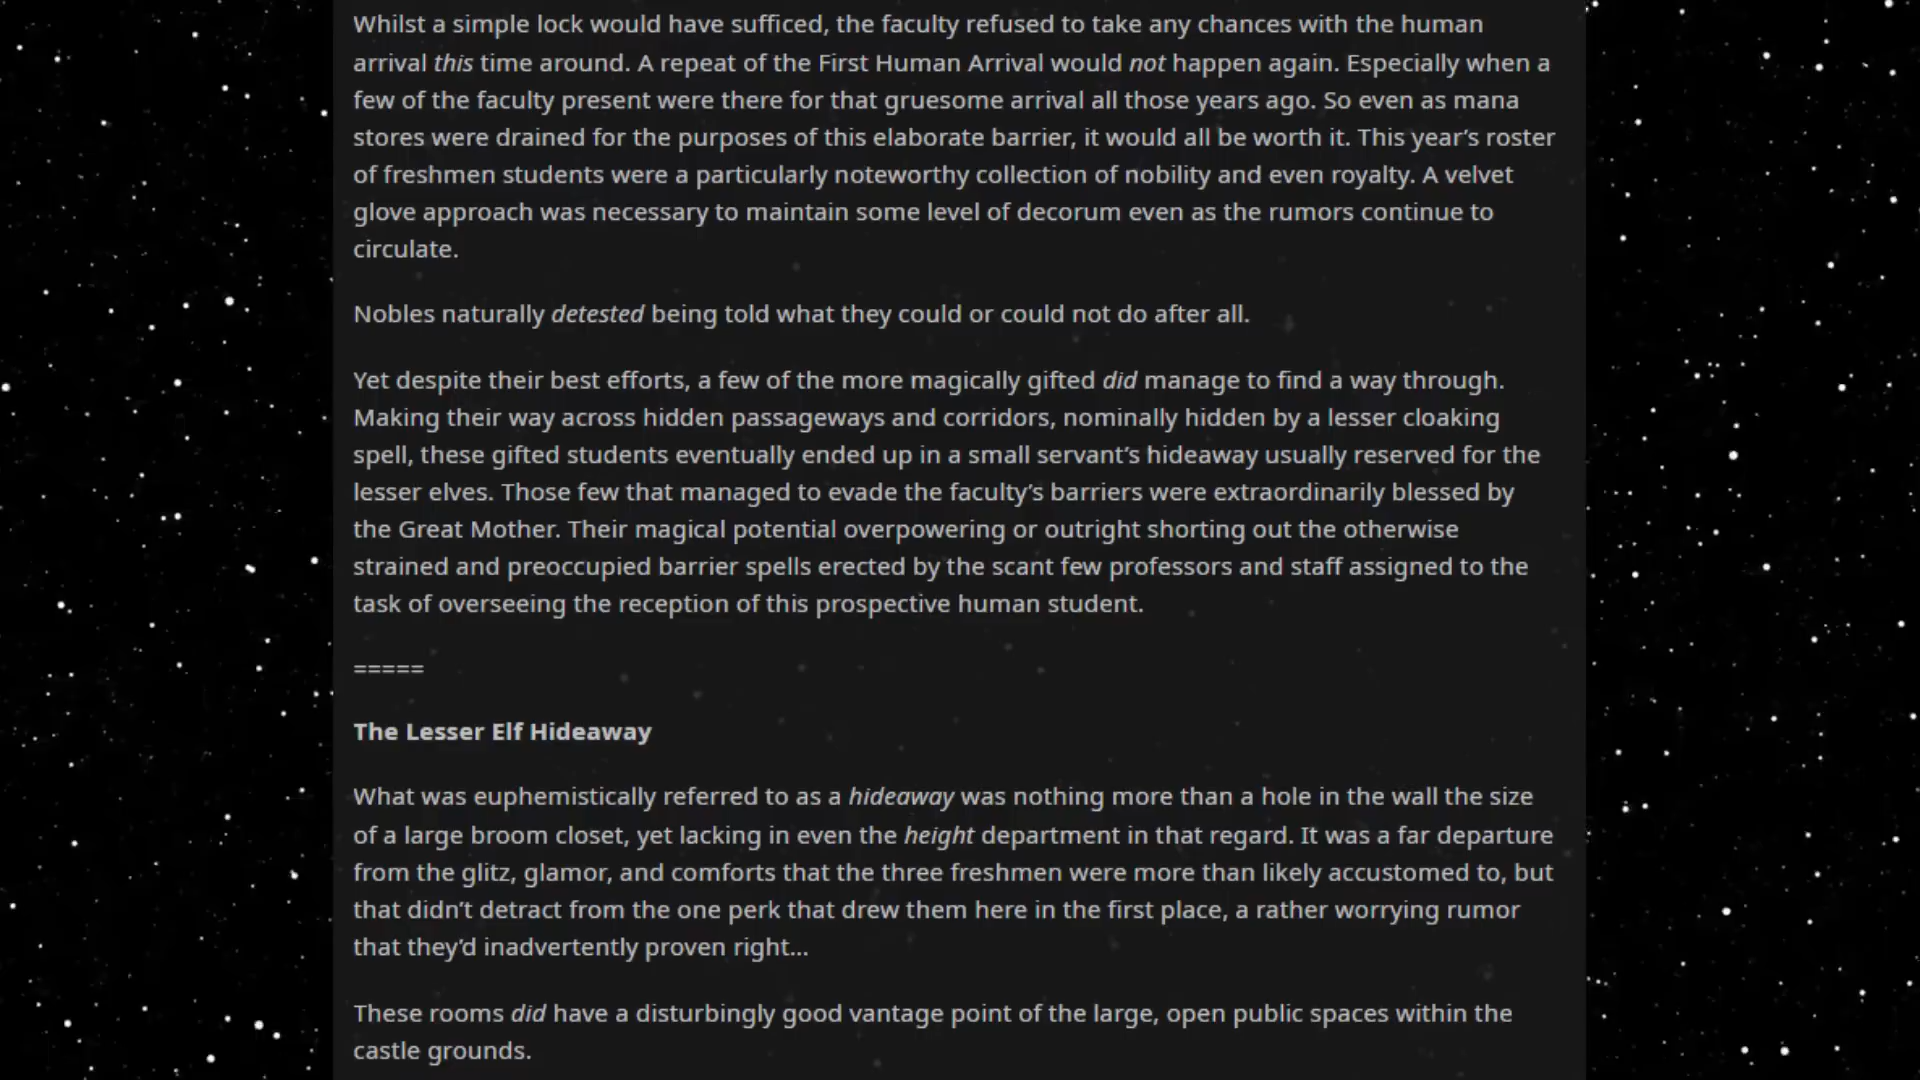 Whilst a simple lock would have sufficed, the faculty refused to take any chances with the human
arrival this time around. A repeat of the First Human Arrival would not happen again. Especially when a
few of the faculty present were there for that gruesome arrival all those years ago. So even as mana
stores were drained for the purposes of this elaborate barrier, it would all be worth it. This year’s roster
of freshmen students were a particularly noteworthy collection of nobility and even royalty. A velvet
glove approach was necessary to maintain some level of decorum even as the rumors continue to
circulate.
Nobles naturally detested being told what they could or could not do after all.
Yet despite their best efforts, a few of the more magically gifted did manage to find a way through.
Making their way across hidden passageways and corridors, nominally hidden by a lesser cloaking
spell, these gifted students eventually ended up in a small servant’s hideaway usually reserved for the
lesser elves. Those few that managed to evade the faculty’s barriers were extraordinarily blessed by
the Great Mother. Their magical potential overpowering or outright shorting out the otherwise
strained and preoccupied barrier spells erected by the scant few professors and staff assigned to the
task of overseeing the reception of this prospective human student.
=====
The Lesser Elf Hideaway
What was euphemistically referred to as a hideaway was nothing more than a hole in the wall the size
of a large broom closet, yet lacking in even the height department in that regard. It was a far departure
from the glitz, glamor, and comforts that the three freshmen were more than likely accustomed to, but
that didn’t detract from the one perk that drew them here in the first place, a rather worrying rumor
that they’d inadvertently proven right…
These rooms did have a disturbingly good vantage point of the large, open public spaces within the
castle grounds.